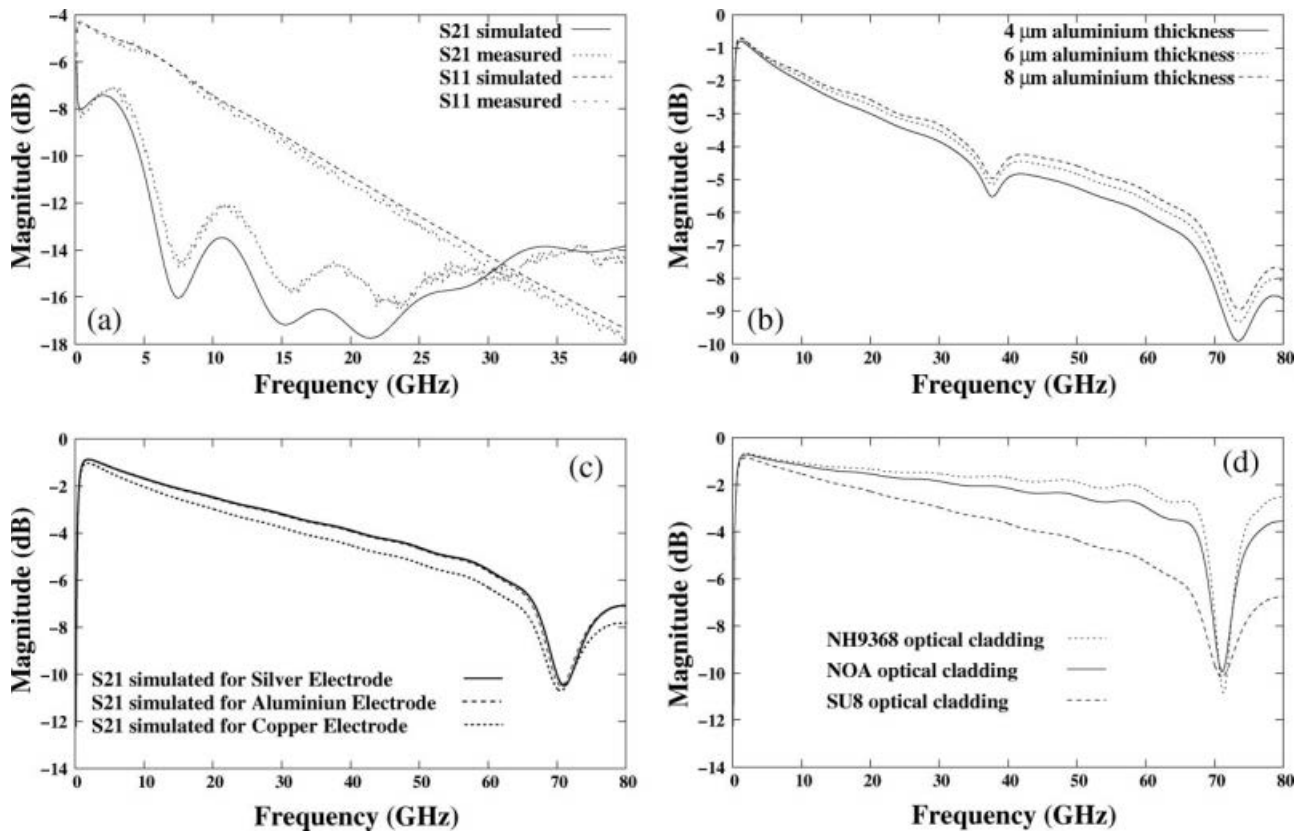 S21 simulated
S21 measured
S11 simulated
S11 measured
-4
-6
-8
-10
-12
-14
-16
-18
Magnitude (dB)
(a)
0 5 10 15 20 25 30 35 40
Frequency (GHz)
4 μm aluminium thickness
6 μm aluminium thickness
8 μm aluminium thickness
0
-1
-2
-3
-4
-5
-6
-7
-8
-9
-10
Magnitude (dB)
(b)
0 10 20 30 40 50 60 70 80
Frequency (GHz)
0
-2
-4
-6
-8
-10
-12
-14
Magnitude (dB)
(c)
S21 simulated for Silver Electrode
S21 simulated for Aluminiun Electrode
S21 simulated for Copper Electrode
0 10 20 30 40 50 60 70 80
Frequency (GHz)
0
-2
-4
-6
-8
-10
-12
-14
Magnitude (dB)
(d)
NH9368 optical cladding
NOA optical cladding
SU8 optical cladding
0 10 20 30 40 50 60 70 80
Frequency (GHz)